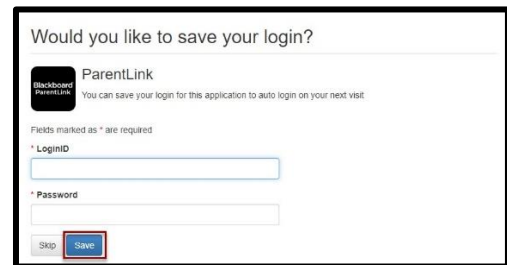 Would you like to save your login?
Blackboard
ParentLink
ParentLink
You can save your login for this application to auto login on your next visit
Fields marked as * are required
* LoginID
* Password
Skip
Save